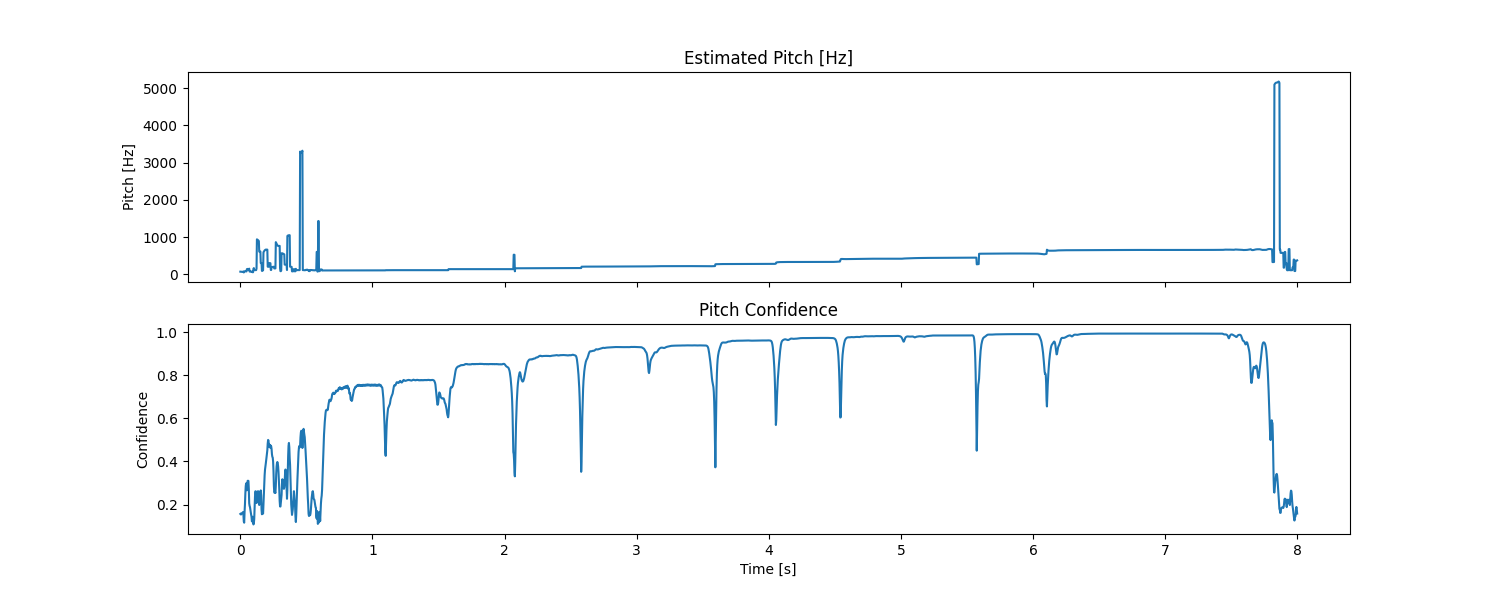 Estimated Pitch [Hz]
Pitch [Hz]
5000
4000
3000
2000
1000
0
Pitch Confidence
Confidence
1.0
0.8
0.6
0.4
0.2
0 1 2 3 4 5 6 7 8
Time [s]